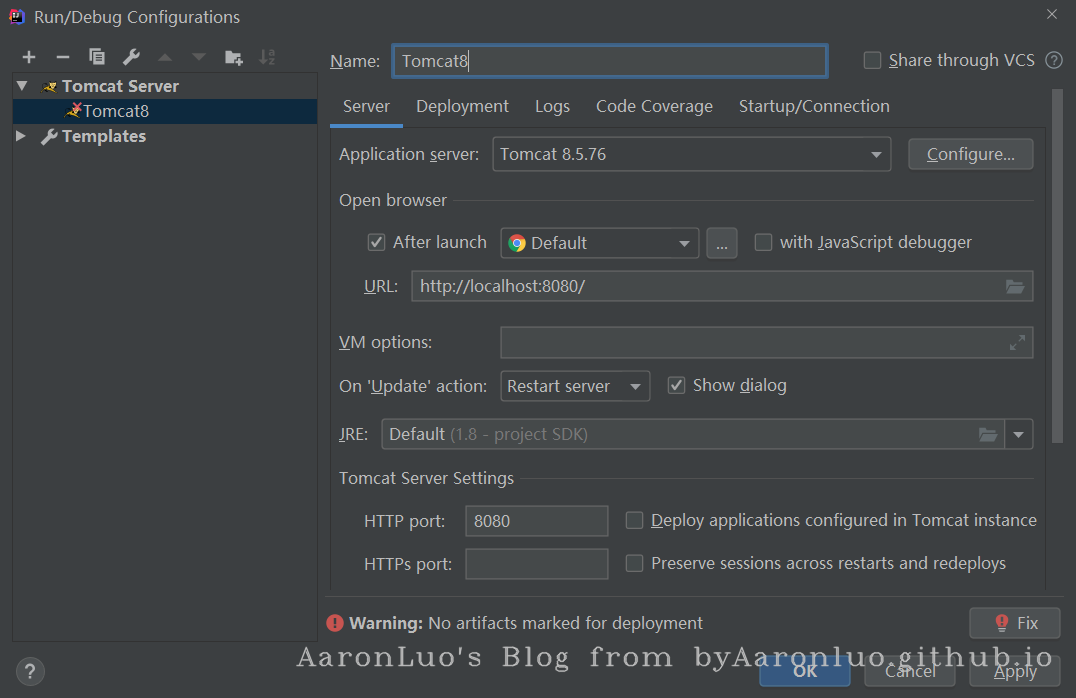 Run/Debug Configurations
Name: Tomcat8 Share through VCS ?
Tomcat Server
Tomcat8
Templates
Server Deployment Logs Code Coverage Startup/Connection
Application server: Tomcat 8.5.76 Configure...
Open browser
After launch Default ... with JavaScript debugger
URL: http://localhost:8080/
VM options:
On 'Update' action: Restart server Show dialog
JRE: Default (1.8 - project SDK)
Tomcat Server Settings
HTTP port: 8080 Deploy applications configured in Tomcat instance
HTTPs port: Preserve sessions across restarts and redeploys
Warning: No artifacts marked for deployment Fix
AaronLuo's Blog from byAaronluo.github.io
? OK Cancel Apply